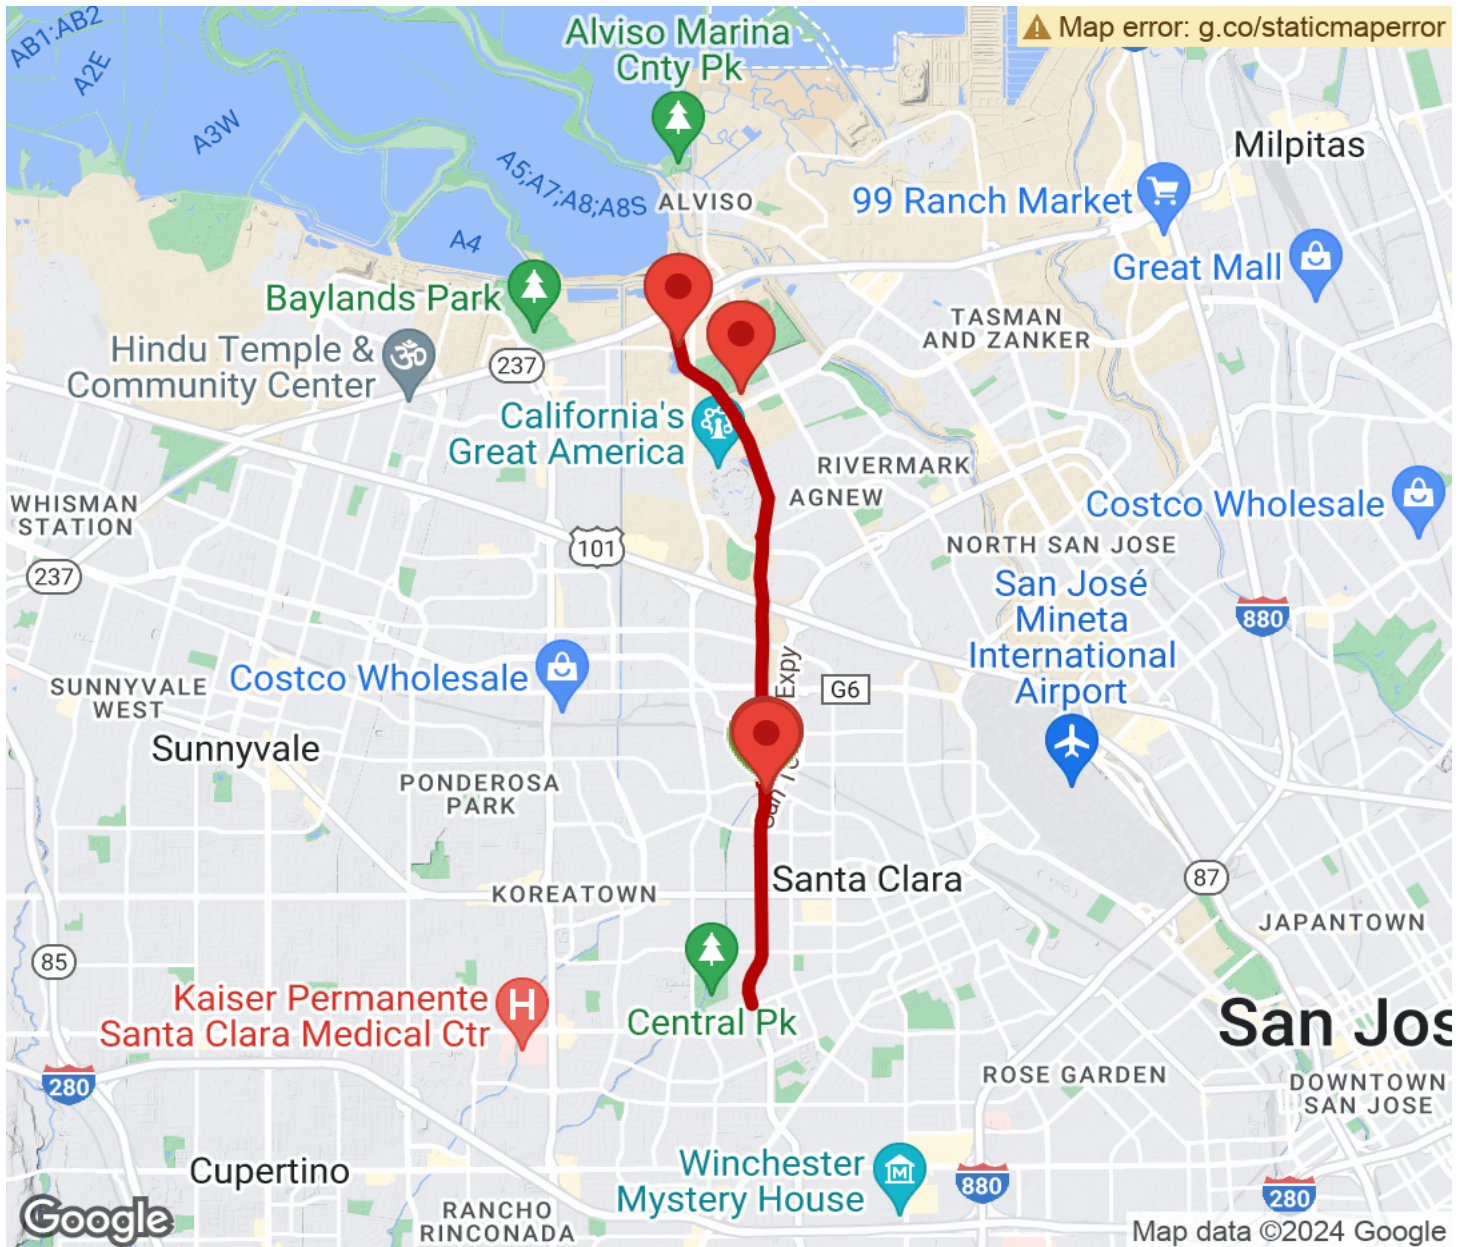 AB1;AB2
A2E
Alviso Marina
Cnty Pk
Map error: g.co/staticmaperror
A3W
A5;A7;A8;A8S
A4
ALVISO
Milpitas
99 Ranch Market
Great Mall
Baylands Park
Hindu Temple &
Community Center
237
TASMAN
AND ZANKER
California's
Great America
RIVERMARK
AGNEW
WHISMAN
STATION
Costco Wholesale
101
237
NORTH SAN JOSE
San José
Mineta
International
Airport
880
SUNNYVALE
WEST
Costco Wholesale
Expy
G6
Sunnyvale
PONDEROSA
PARK
KOREATOWN
Santa Clara
87
JAPANTOWN
85
Kaiser Permanente
Santa Clara Medical Ctr
H
Central Pk
San Jos
280
ROSE GARDEN
DOWNTOWN
SAN JOSE
Cupertino
Winchester
Mystery House
M
880
280
RANCHO
RINCONADA
Google
Map data ©2024 Google